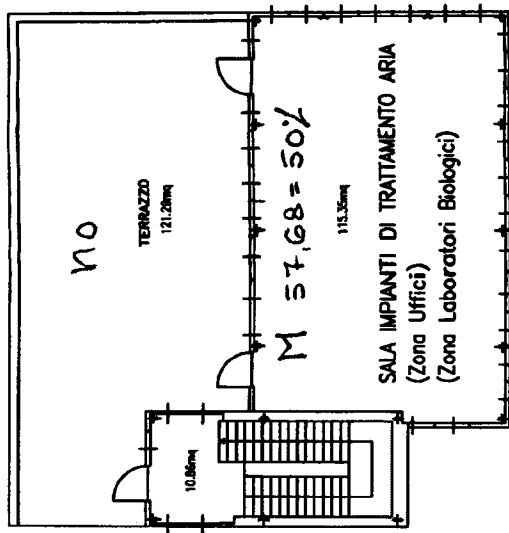 no
TERRAZZO
121.20mq
M 57,68 = 50%
115.35mq
SALA IMPIANTI DI TRATTAMENTO ARIA
(Zona Uffici)
(Zona Laboratori Biologici)
10.86mq